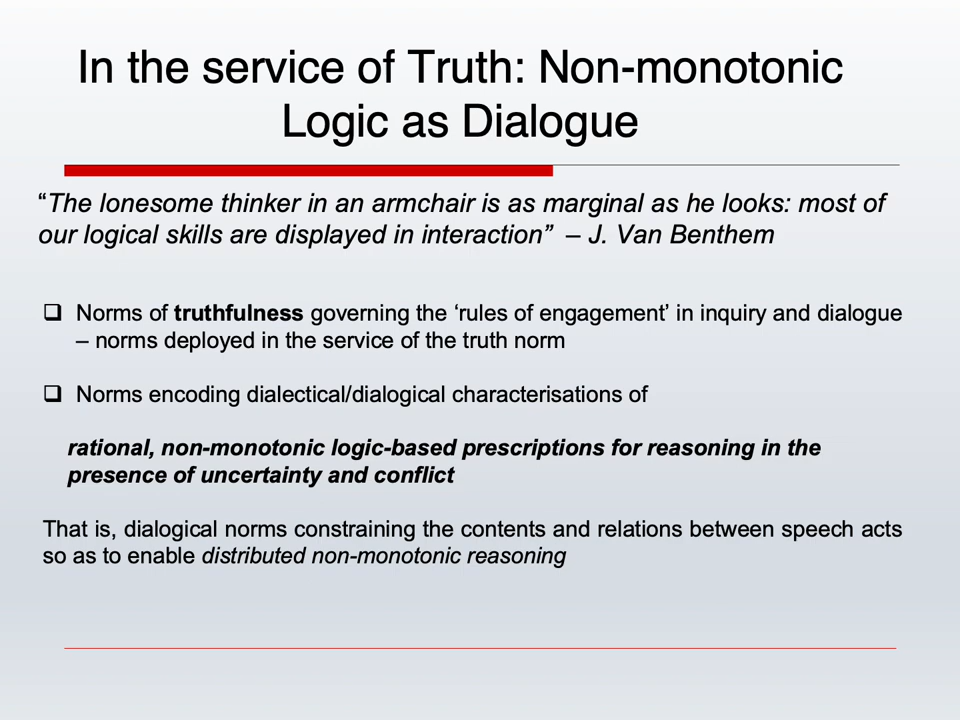 In the service of Truth: Non-monotonic
Logic as Dialogue
“The lonesome thinker in an armchair is as marginal as he looks: most of
our logical skills are displayed in interaction” – J. Van Benthem
❑ Norms of truthfulness governing the ‘rules of engagement’ in inquiry and dialogue
– norms deployed in the service of the truth norm
❑ Norms encoding dialectical/dialogical characterisations of
rational, non-monotonic logic-based prescriptions for reasoning in the
presence of uncertainty and conflict
That is, dialogical norms constraining the contents and relations between speech acts
so as to enable distributed non-monotonic reasoning